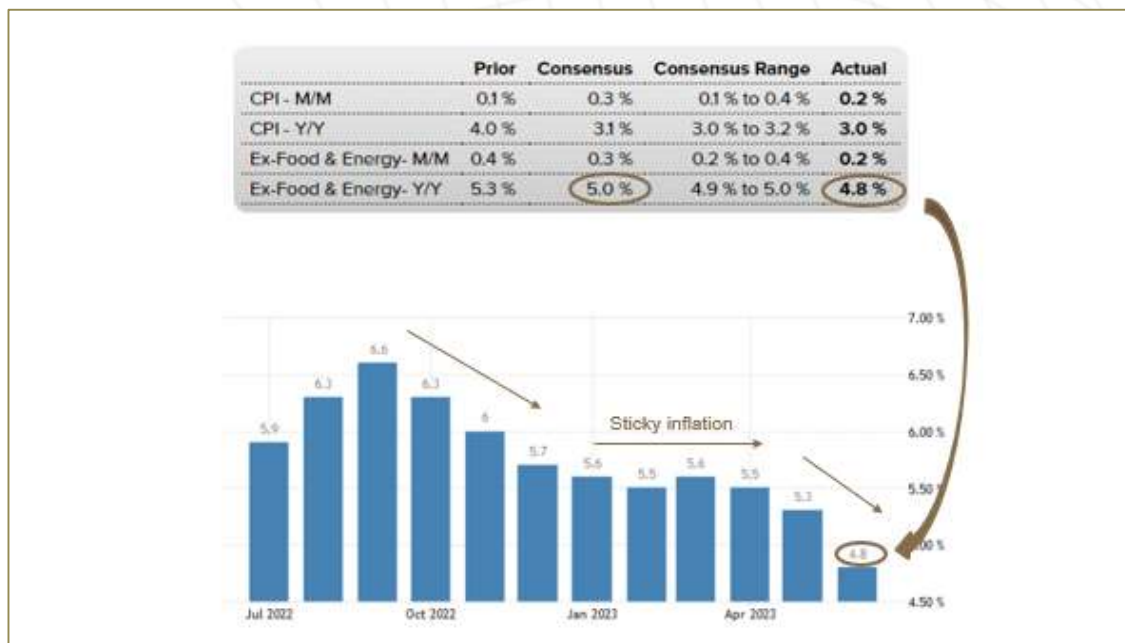 Prior Consensus Consensus Range Actual
CPI - M/M 0.1 % 0.3 % 0.1 % to 0.4 % 0.2 %
CPI - Y/Y 4.0 % 3.1 % 3.0 % to 3.2 % 3.0 %
Ex-Food & Energy- M/M 0.4 % 0.3 % 0.2 % to 0.4 % 0.2 %
Ex-Food & Energy- Y/Y 5.3 % 5.0 % 4.9 % to 5.0 % 4.8 %
7.00 %
6.6
6.50 %
6.3 6.3
Sticky inflation
5.9 6 6.00 %
5.7 5.6 5.5 5.6 5.5
5.50 %
5.3
.00 %
4.8
4.50 %
Jul 2022 Oct 2022 Jan 2023 Apr 2023